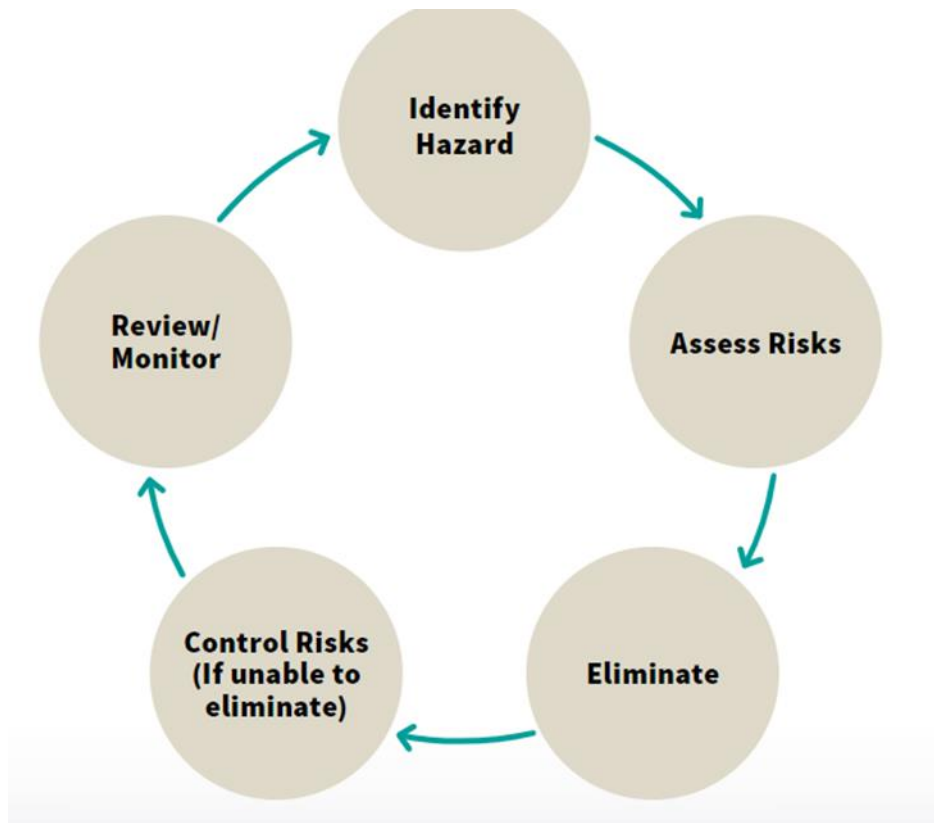 Identify
Hazard
Assess Risks
Eliminate
Control Risks
(If unable to
eliminate)
Review/
Monitor